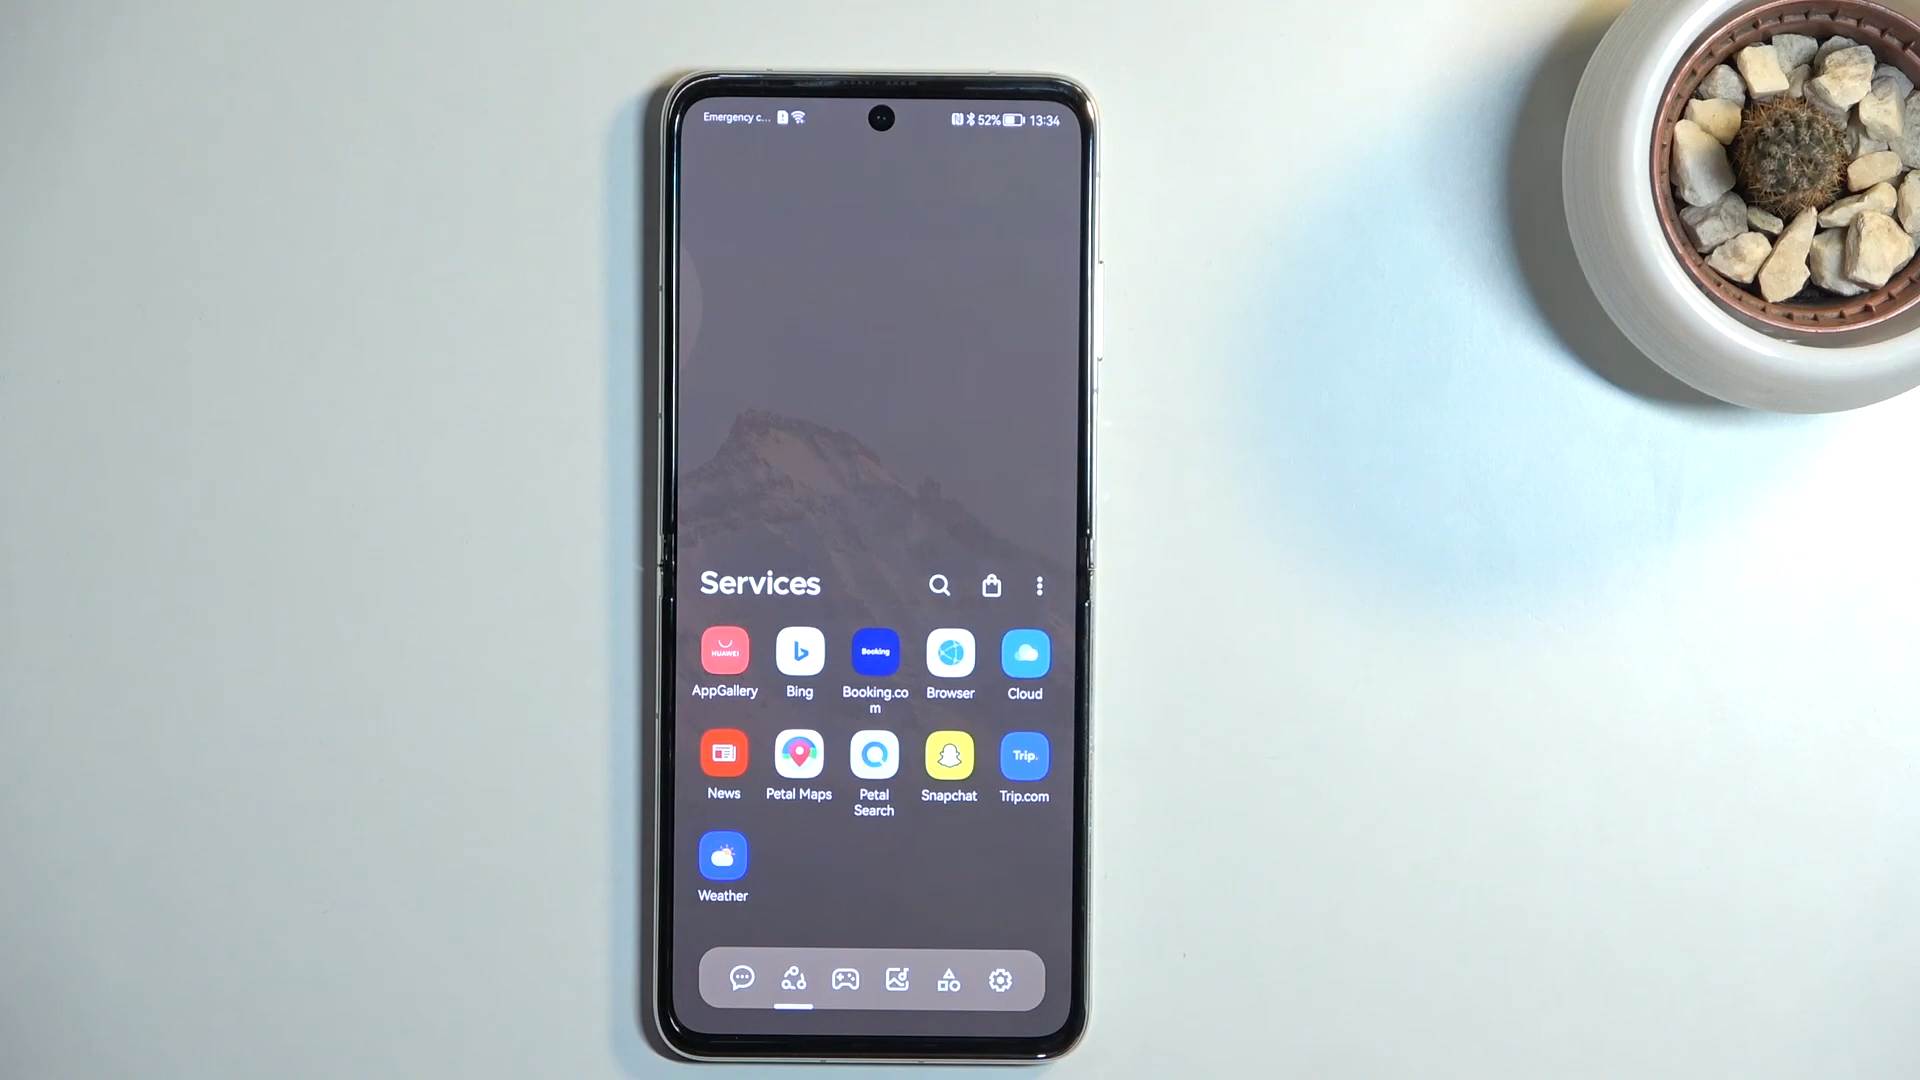 Emergency c... 52% 13:34
Services
HUAWEI Booking
AppGallery Bing Booking.co
m Browser Cloud
Trip.
News Petal Maps Petal
Search Snapchat Trip.com
Weather